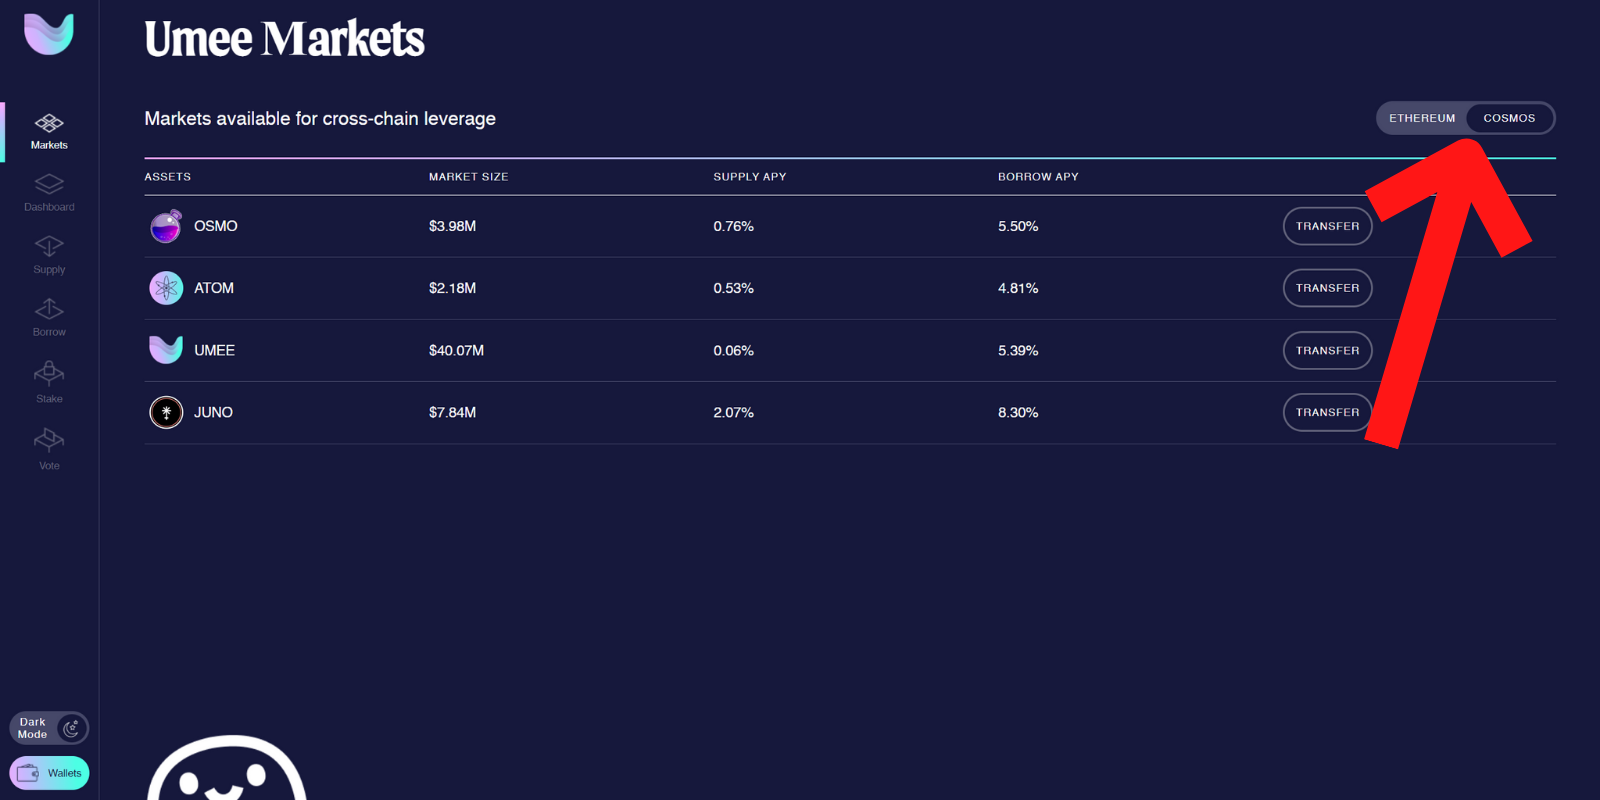 Umee Markets
Markets available for cross-chain leverage
ETHEREUM COSMOS
ASSETS MARKET SIZE SUPPLY APY BORROW APY
OSMO $3.98M 0.76% 5.50% TRANSFER
ATOM $2.18M 0.53% 4.81% TRANSFER
UMEE $40.07M 0.06% 5.39% TRANSFER
JUNO $7.84M 2.07% 8.30% TRANSFER
Markets
Dashboard
Supply
Borrow
Stake
Vote
Dark
Mode
Wallets